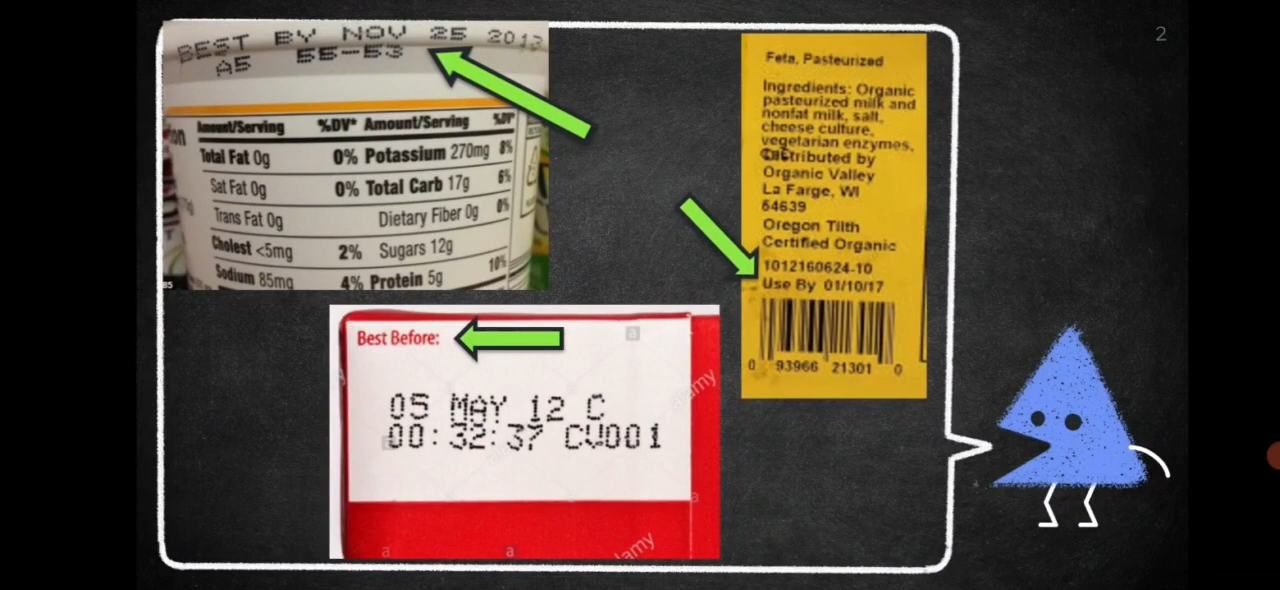 2
BEST BY NOV 25 2013
A5 55-53
Amount/Serving %DV* Amount/Serving %DV*
Total Fat 0g 0% Potassium 270mg 8%
Sat Fat 0g 0% Total Carb 17g 6%
Trans Fat 0g Dietary Fiber 0g 0%
Cholest <5mg 2% Sugars 12g
Sodium 85mg 4% Protein 5g 10%
Feta, Pasteurized
Ingredients: Organic
pasteurized milk and
nonfat milk, salt,
cheese culture,
vegetarian enzymes,
Distributed by
Organic Valley
La Farge, WI
54639
Oregon Tilth
Certified Organic
1012160624-10
Use By 01/10/17
0 93966 21301 0
Best Before:
05 MAY 12 C
00:32:37 CV001
a
alamy
a
a
a
alamy